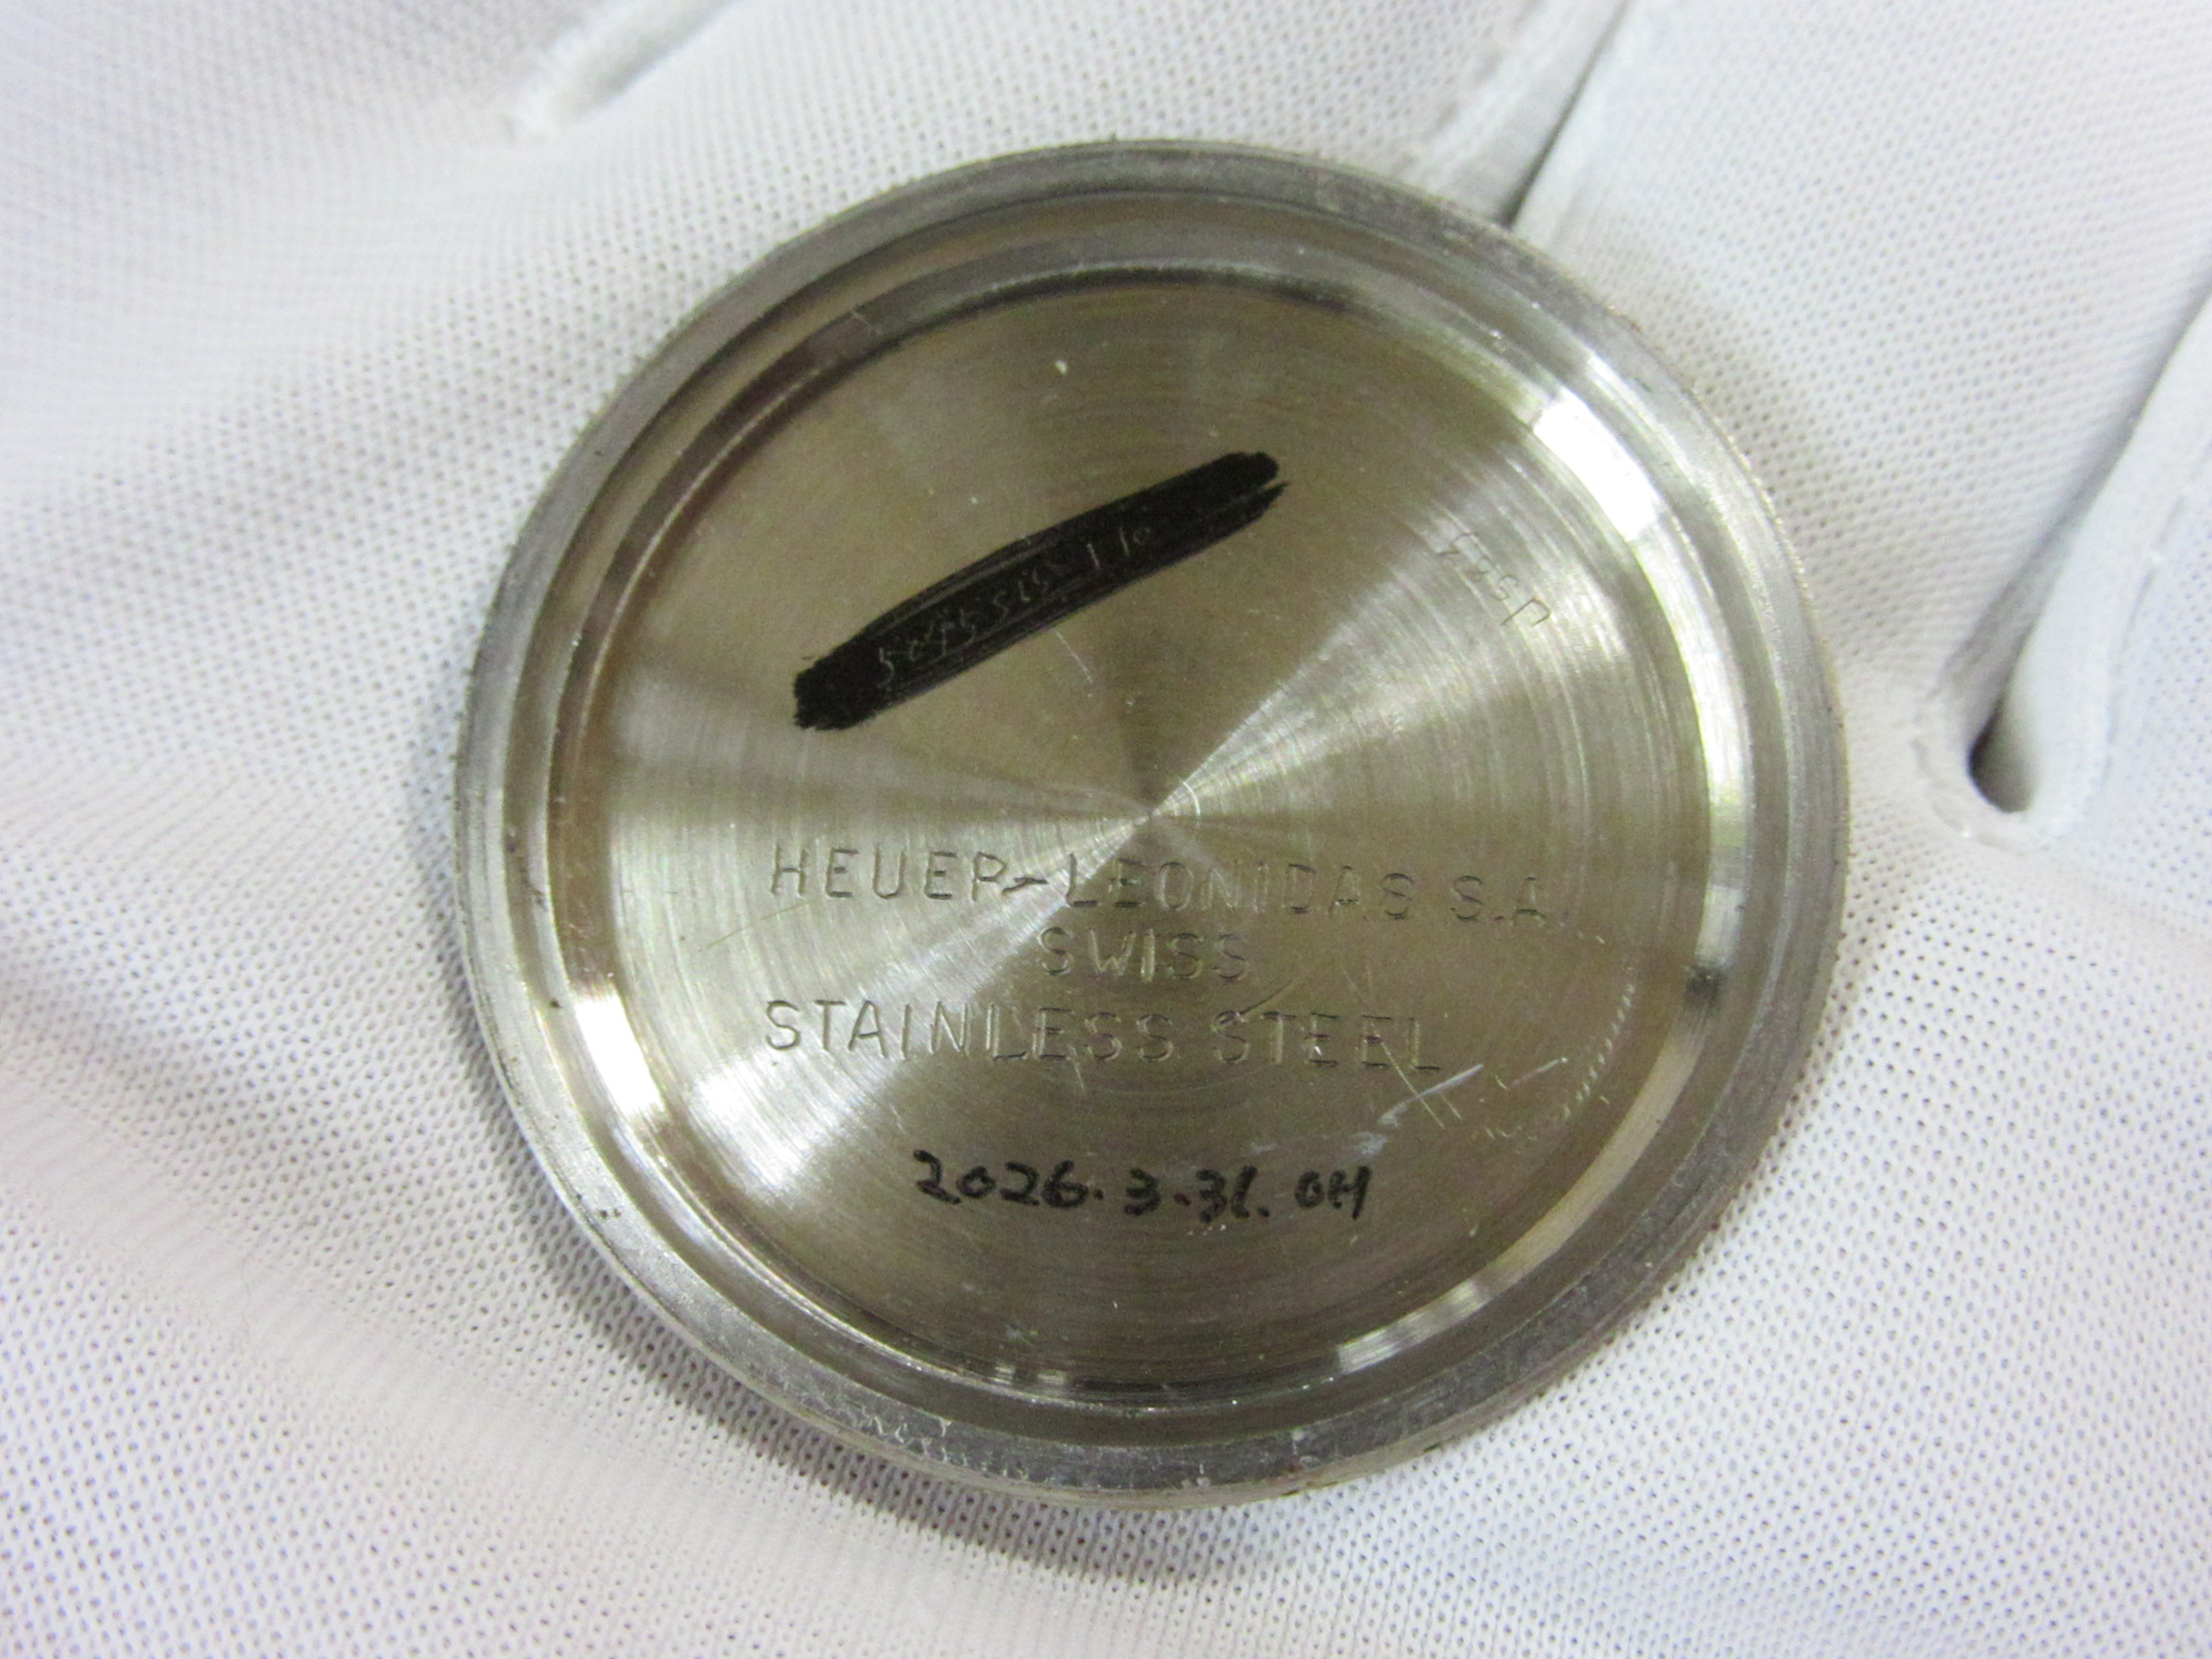 HEUER-LEONIDAS S.A.
SWISS
STAINLESS STEEL
2026.3.31. OH